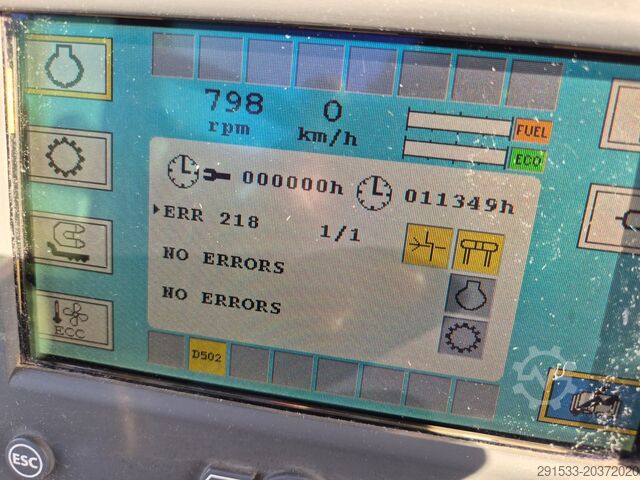 798 0
rpm km/h
FUEL
ECO
000000h 011349h
ERR 218 1/1
NO ERRORS
NO ERRORS
ECC
D502
ESC
291533-20372020